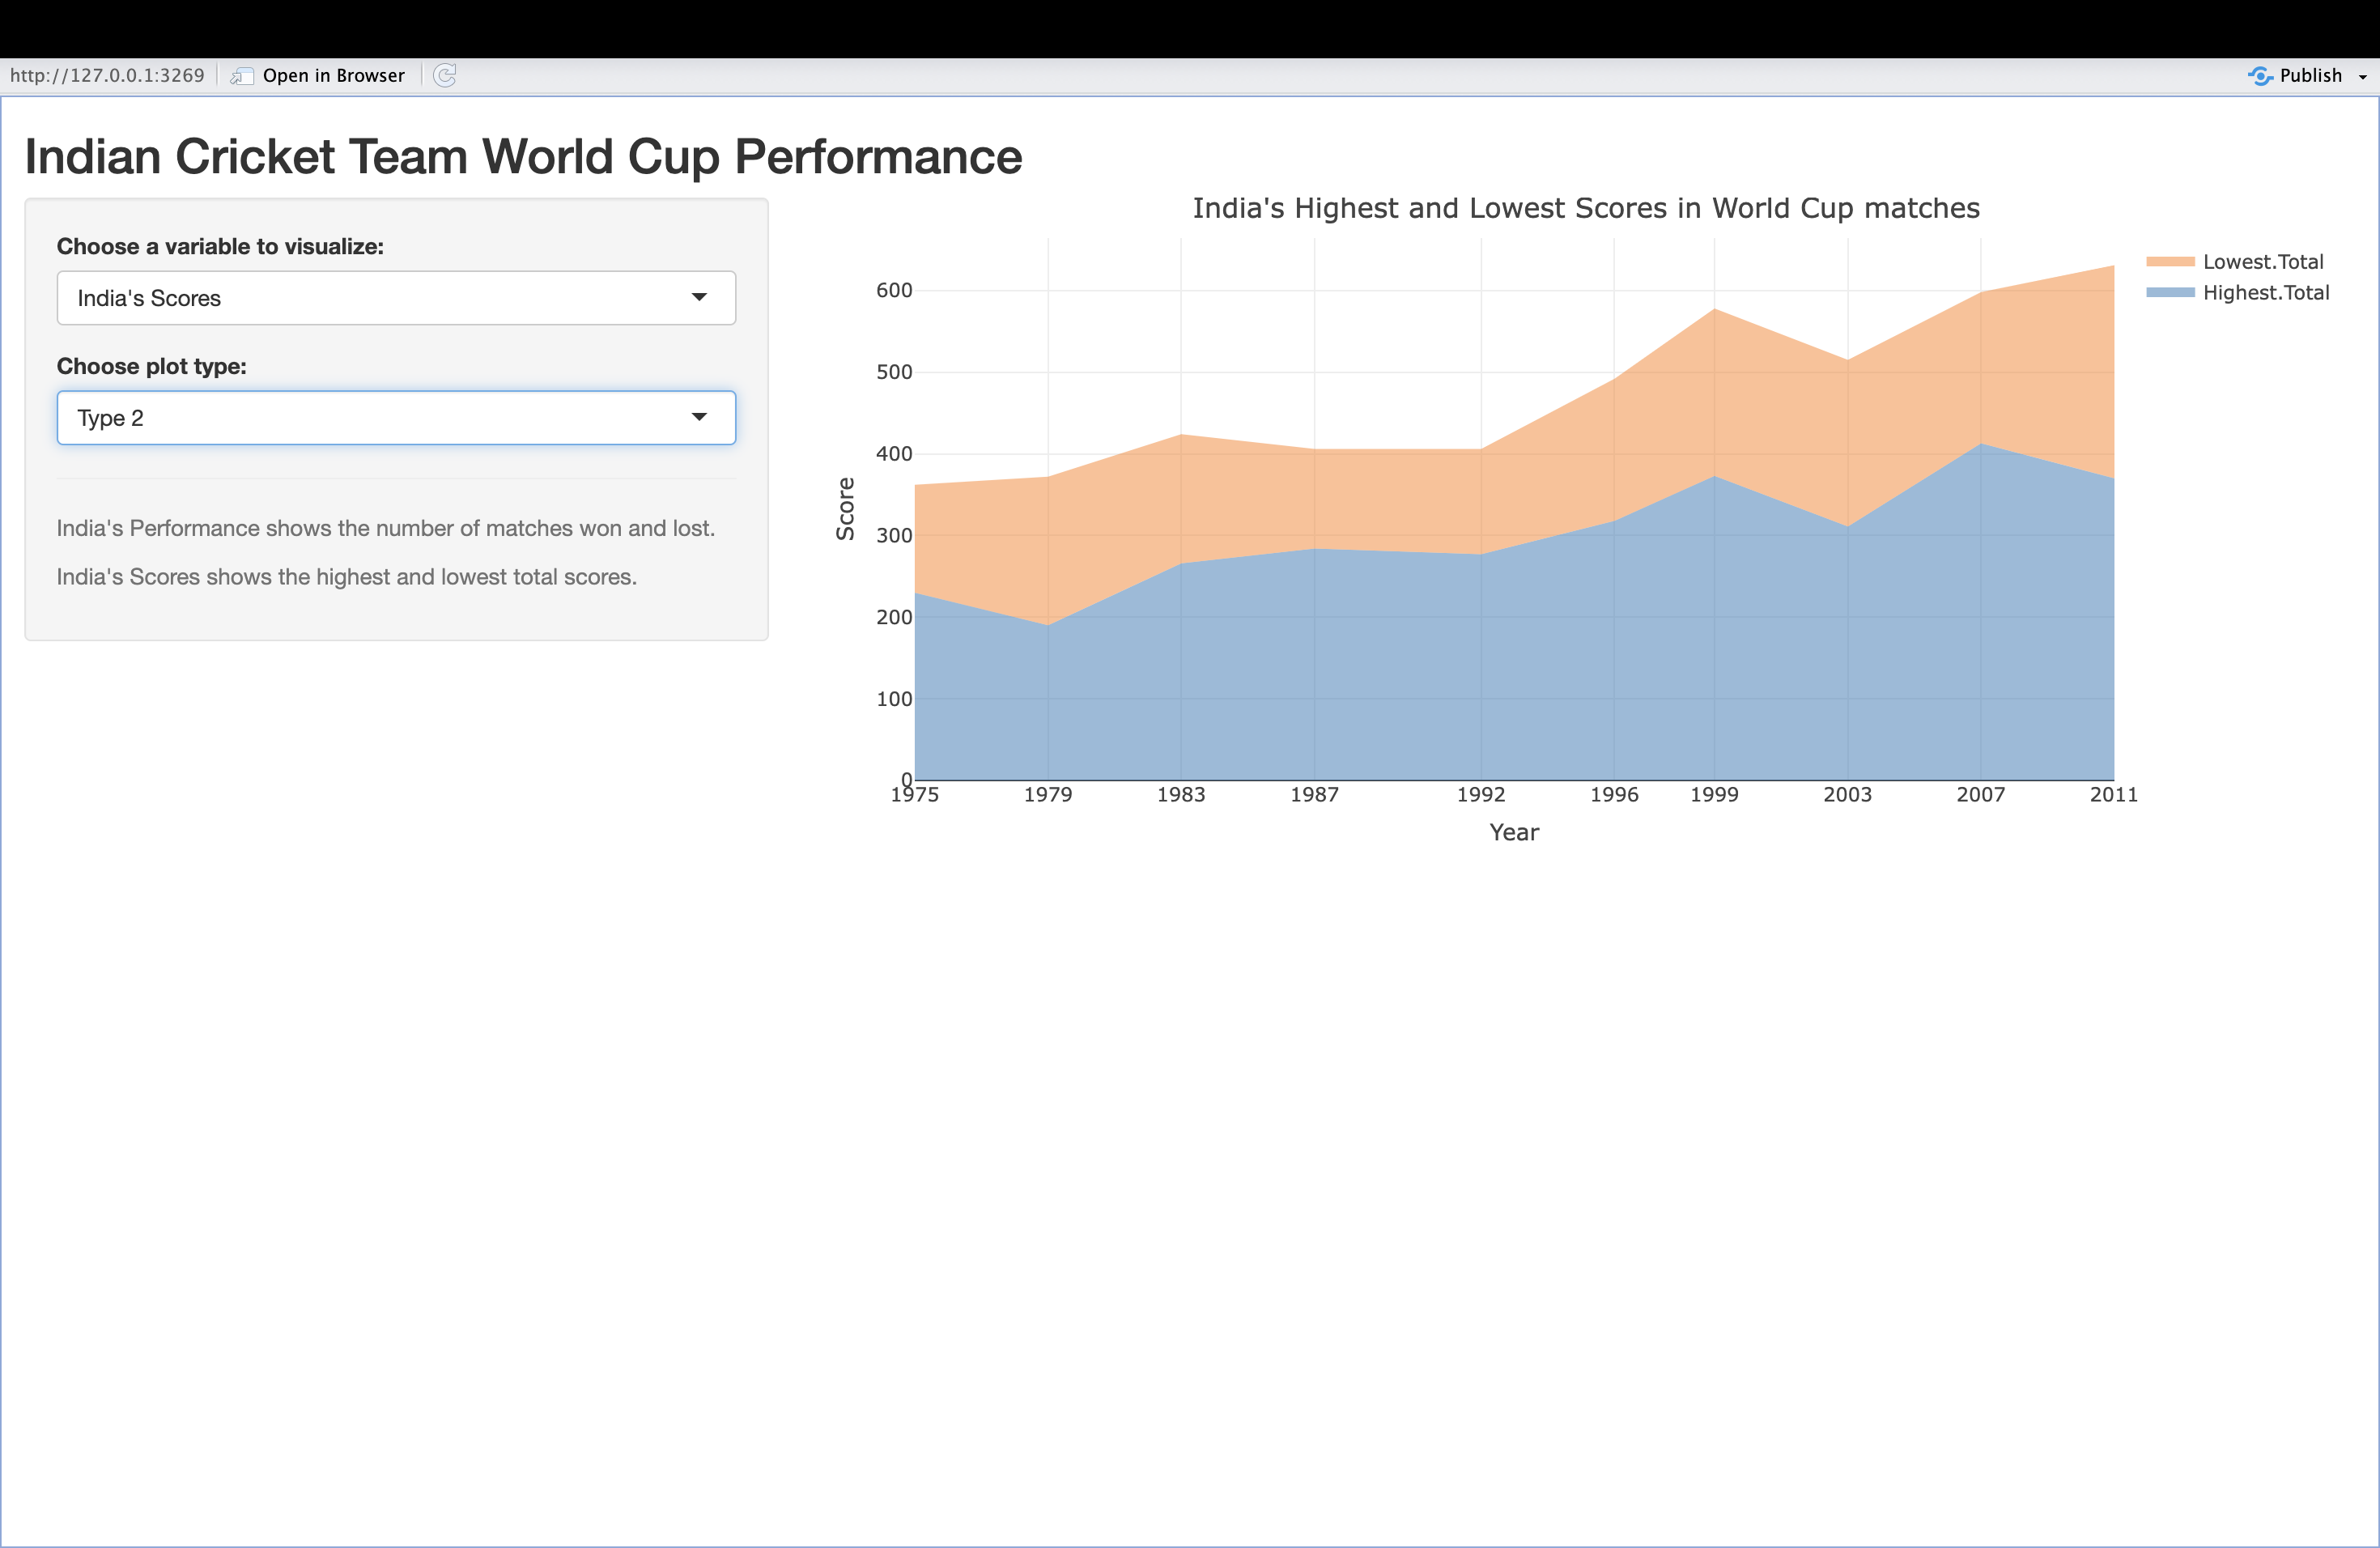 http://127.0.0.1:3269 Open in Browser Publish
Indian Cricket Team World Cup Performance
Choose a variable to visualize:
India's Scores
Choose plot type:
Type 2
India's Performance shows the number of matches won and lost.
India's Scores shows the highest and lowest total scores.
India's Highest and Lowest Scores in World Cup matches
Lowest.Total
Highest.Total
600
500
400
300
200
100
0
Score
1975 1979 1983 1987 1992 1996 1999 2003 2007 2011
Year